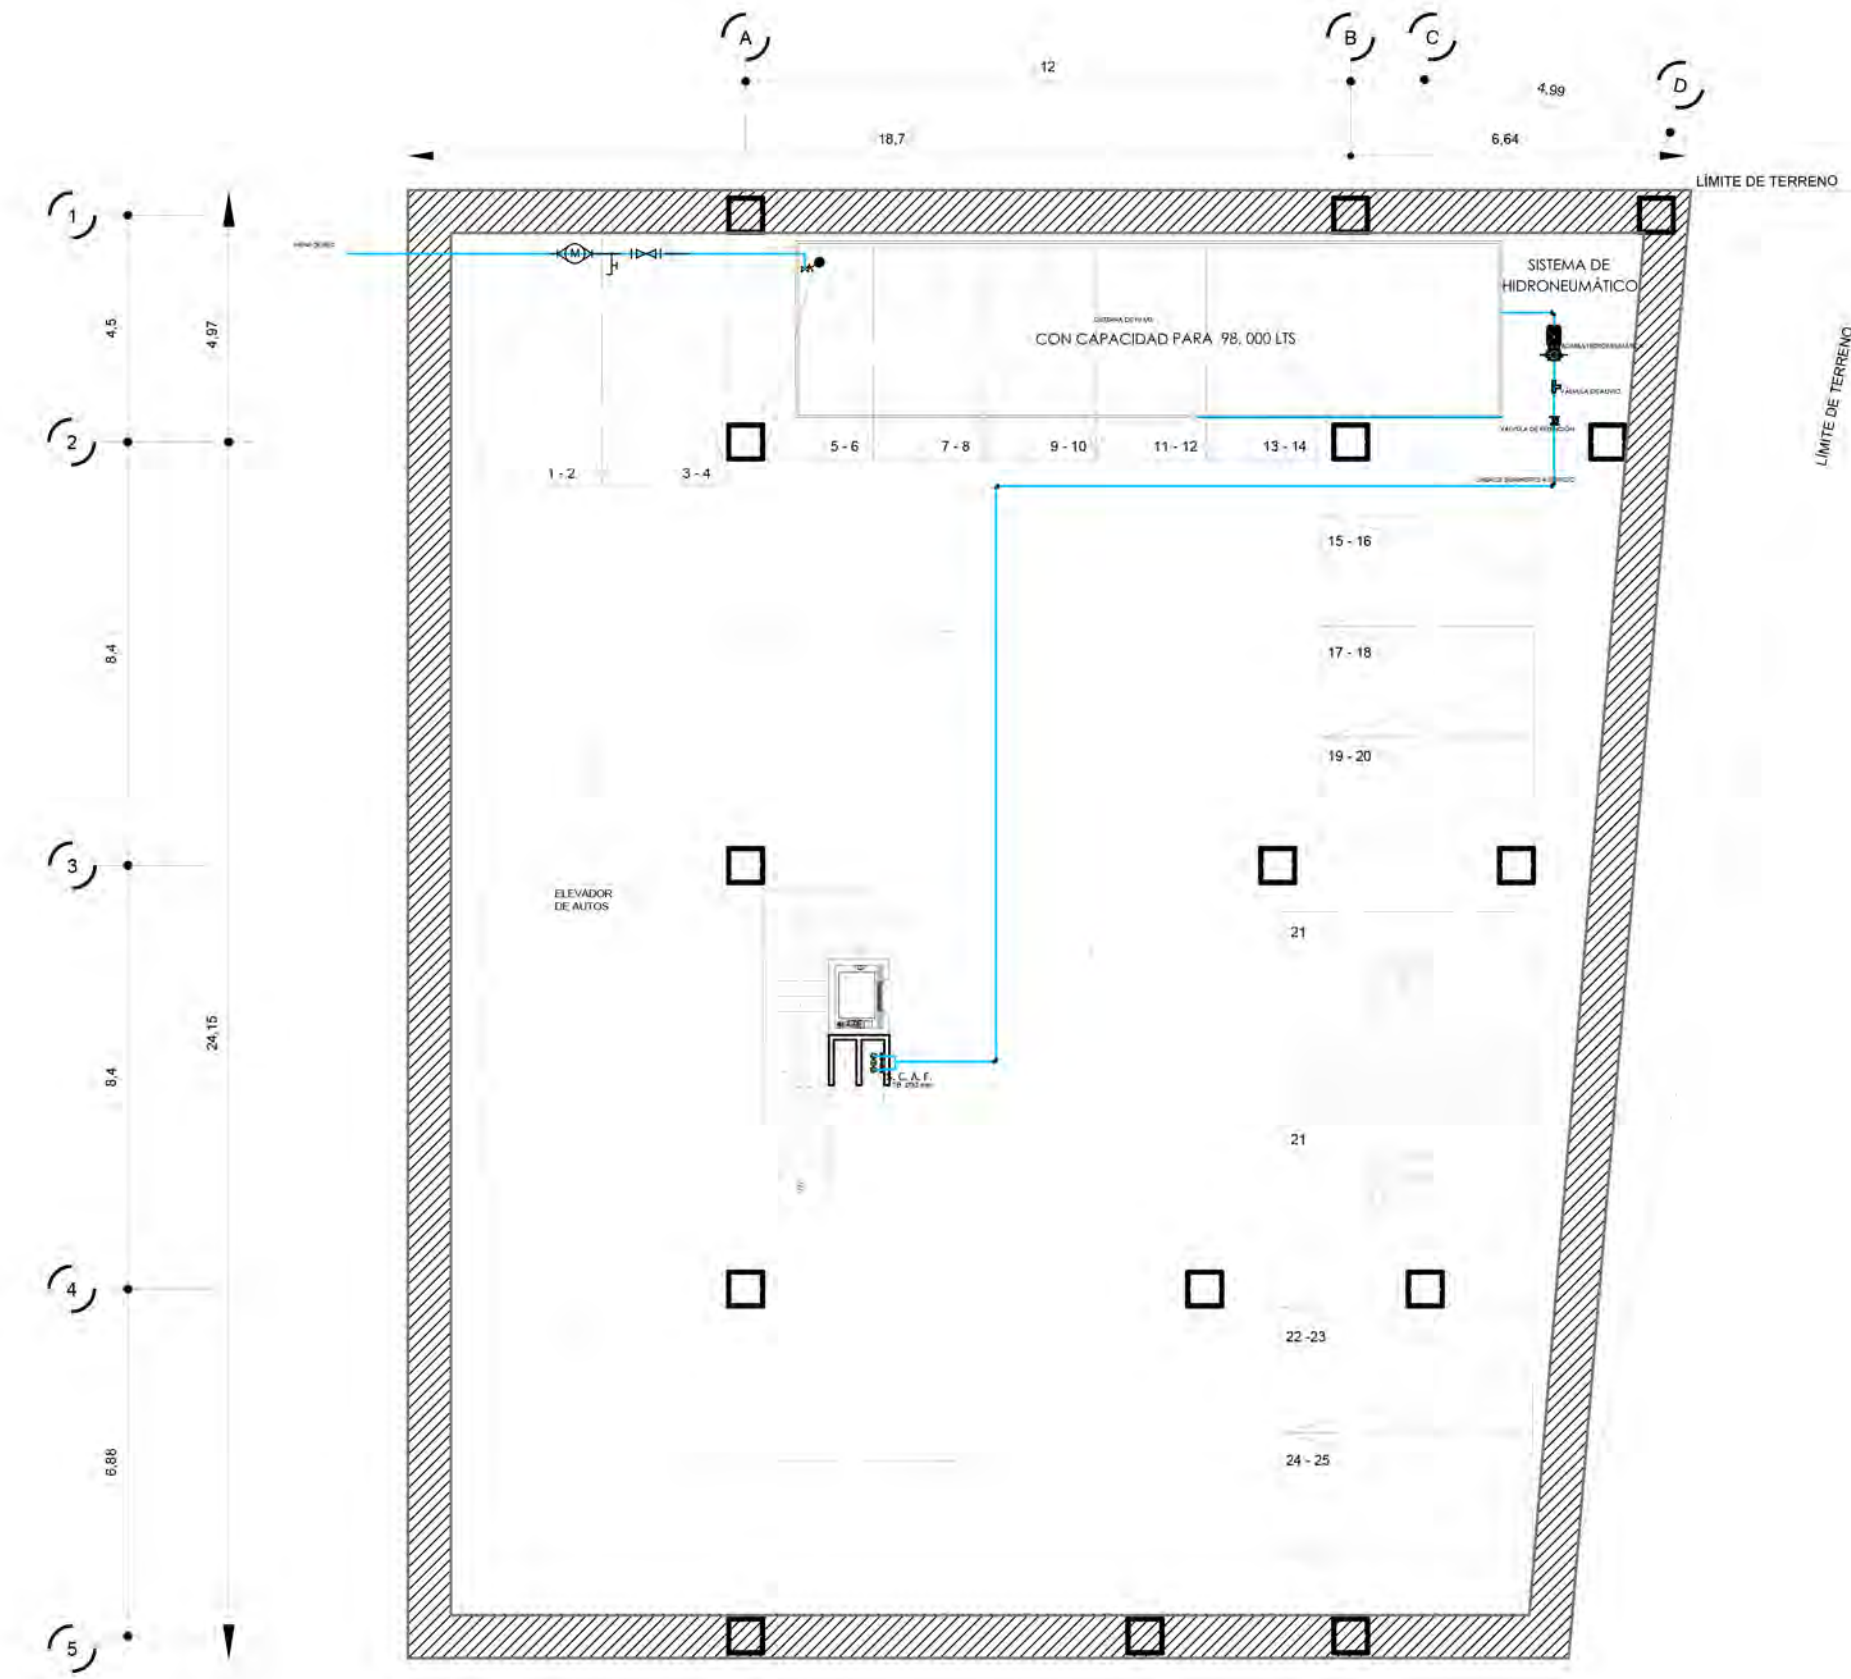 A
B
C
D
12
4,99
18,7
6,64
LÍMITE DE TERRENO
1
4,5
4,97
M
SISTEMA DE
HIDRONEUMÁTICO
CON CAPACIDAD PARA 98, 000 LTS
LÍMITE DE TERRENO
2
5-6
7 - 8
9 - 10
11 - 12
13 - 14
1 - 2
3 - 4
15 - 16
8,4
17 - 18
19 - 20
3
ELEVADOR
DE AUTOS
21
24,15
8,4
C. A. F.
21
4
22 -23
6,88
24 - 25
5